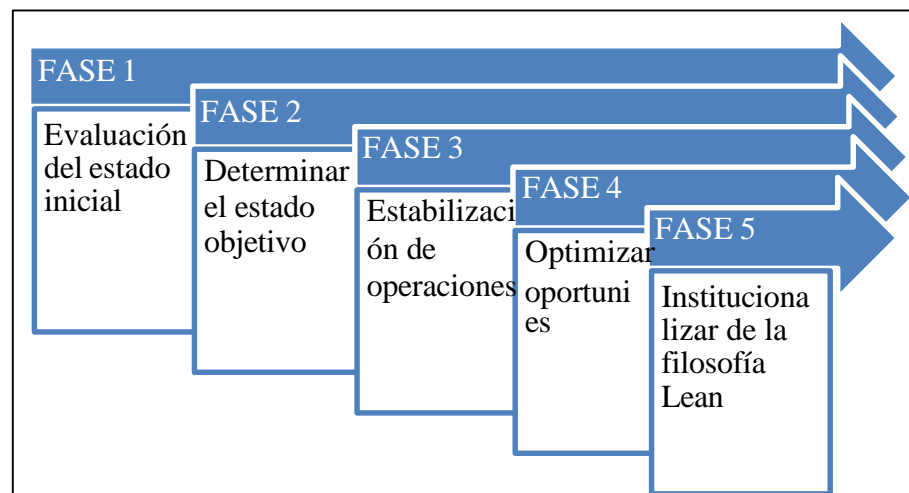 FASE 1
Evaluación
del estado
inicial
FASE 2
Determinar
el estado
objetivo
FASE 3
Estabilizaci
ón de
operaciones
FASE 4
Optimizar
oportuni
es
FASE 5
Instituciona
lizar de la
filosofía
Lean